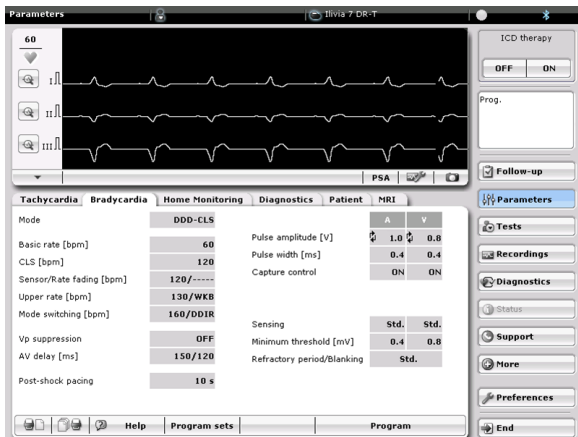 Parameters
Ilivia 7 DR-T
60
I
II
III
PSA
ICD therapy
OFF ON
Prog.
Follow-up
Parameters
Tests
Recordings
Diagnostics
Status
Support
More
Preferences
End
Tachycardia Bradycardia Home Monitoring Diagnostics Patient MRI
Mode DDD-CLS
Basic rate [bpm] 60
CLS [bpm] 120
Sensor/Rate fading [bpm] 120/-----
Upper rate [bpm] 130/WKB
Mode switching [bpm] 160/DDIR
Vp suppression OFF
AV delay [ms] 150/120
Post-shock pacing 10 s
A V
Pulse amplitude [V] 1.0 0.8
Pulse width [ms] 0.4 0.4
Capture control ON ON
Sensing Std. Std.
Minimum threshold [mV] 0.4 0.8
Refractory period/Blanking Std.
Help Program sets Program